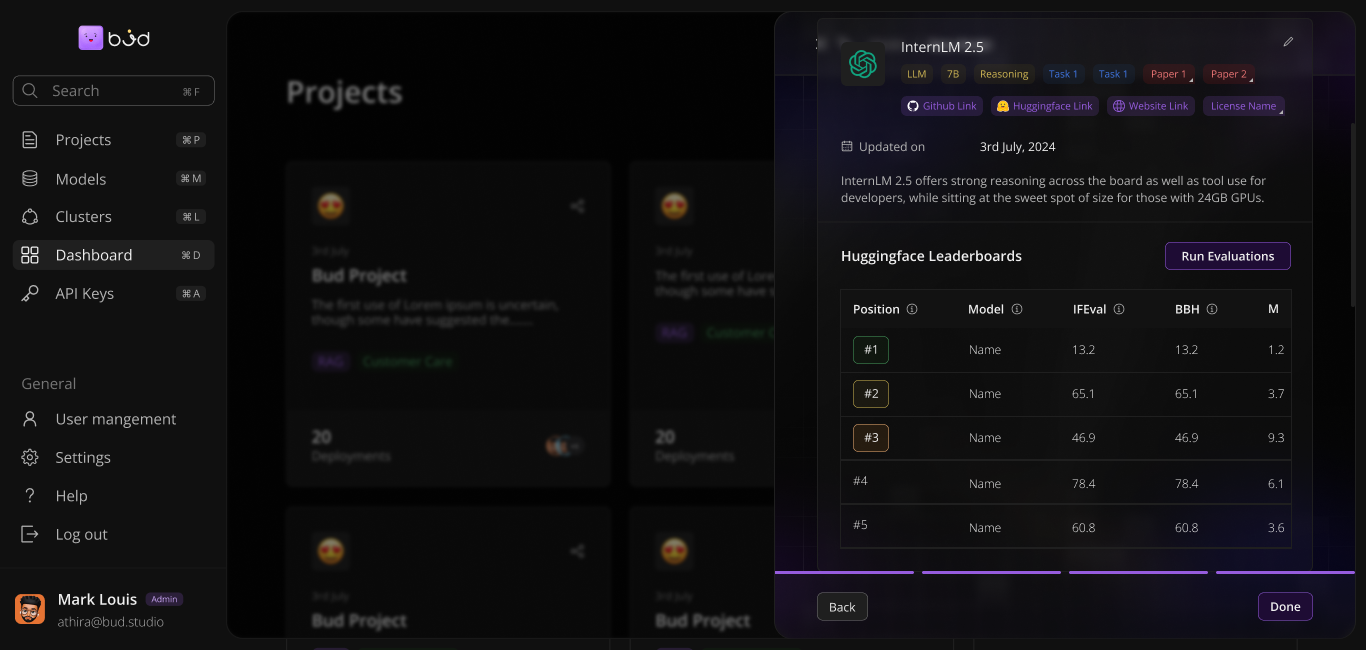 bud
Search ⌘ F
Projects ⌘ P
Models ⌘ M
Clusters ⌘ L
Dashboard ⌘ D
API Keys ⌘ A
General
User mangement
Settings
Help
Log out
Mark Louis Admin
athira@bud.studio
Projects
3rd July
Bud Project
The first use of Lorem ipsum is uncertain,
though some have suggested the......
RAG Customer Care
20
Deployments
3rd July
The first use of Lore
though some have s
RAG Customer C
20
Deployments
3rd July
Bud Project
3rd July
Bud Project
InternLM 2.5
LLM 7B Reasoning Task 1 Task 1 Paper 1 Paper 2
Github Link Huggingface Link Website Link License Name
Updated on 3rd July, 2024
InternLM 2.5 offers strong reasoning across the board as well as tool use for
developers, while sitting at the sweet spot of size for those with 24GB GPUs.
Huggingface Leaderboards Run Evaluations
Position Model IFEval BBH M
#1 Name 13.2 13.2 1.2
#2 Name 65.1 65.1 3.7
#3 Name 46.9 46.9 9.3
#4 Name 78.4 78.4 6.1
#5 Name 60.8 60.8 3.6
Back Done